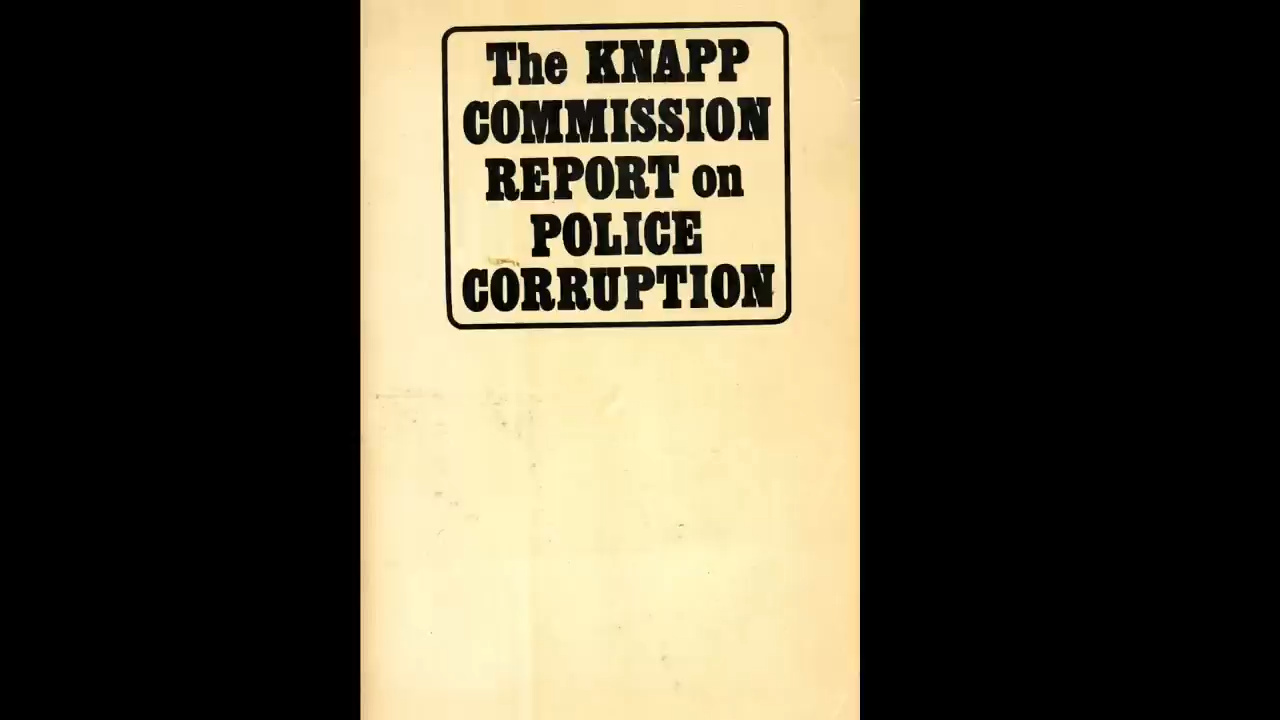 The KNAPP
COMMISSION
REPORT on
POLICE
CORRUPTION